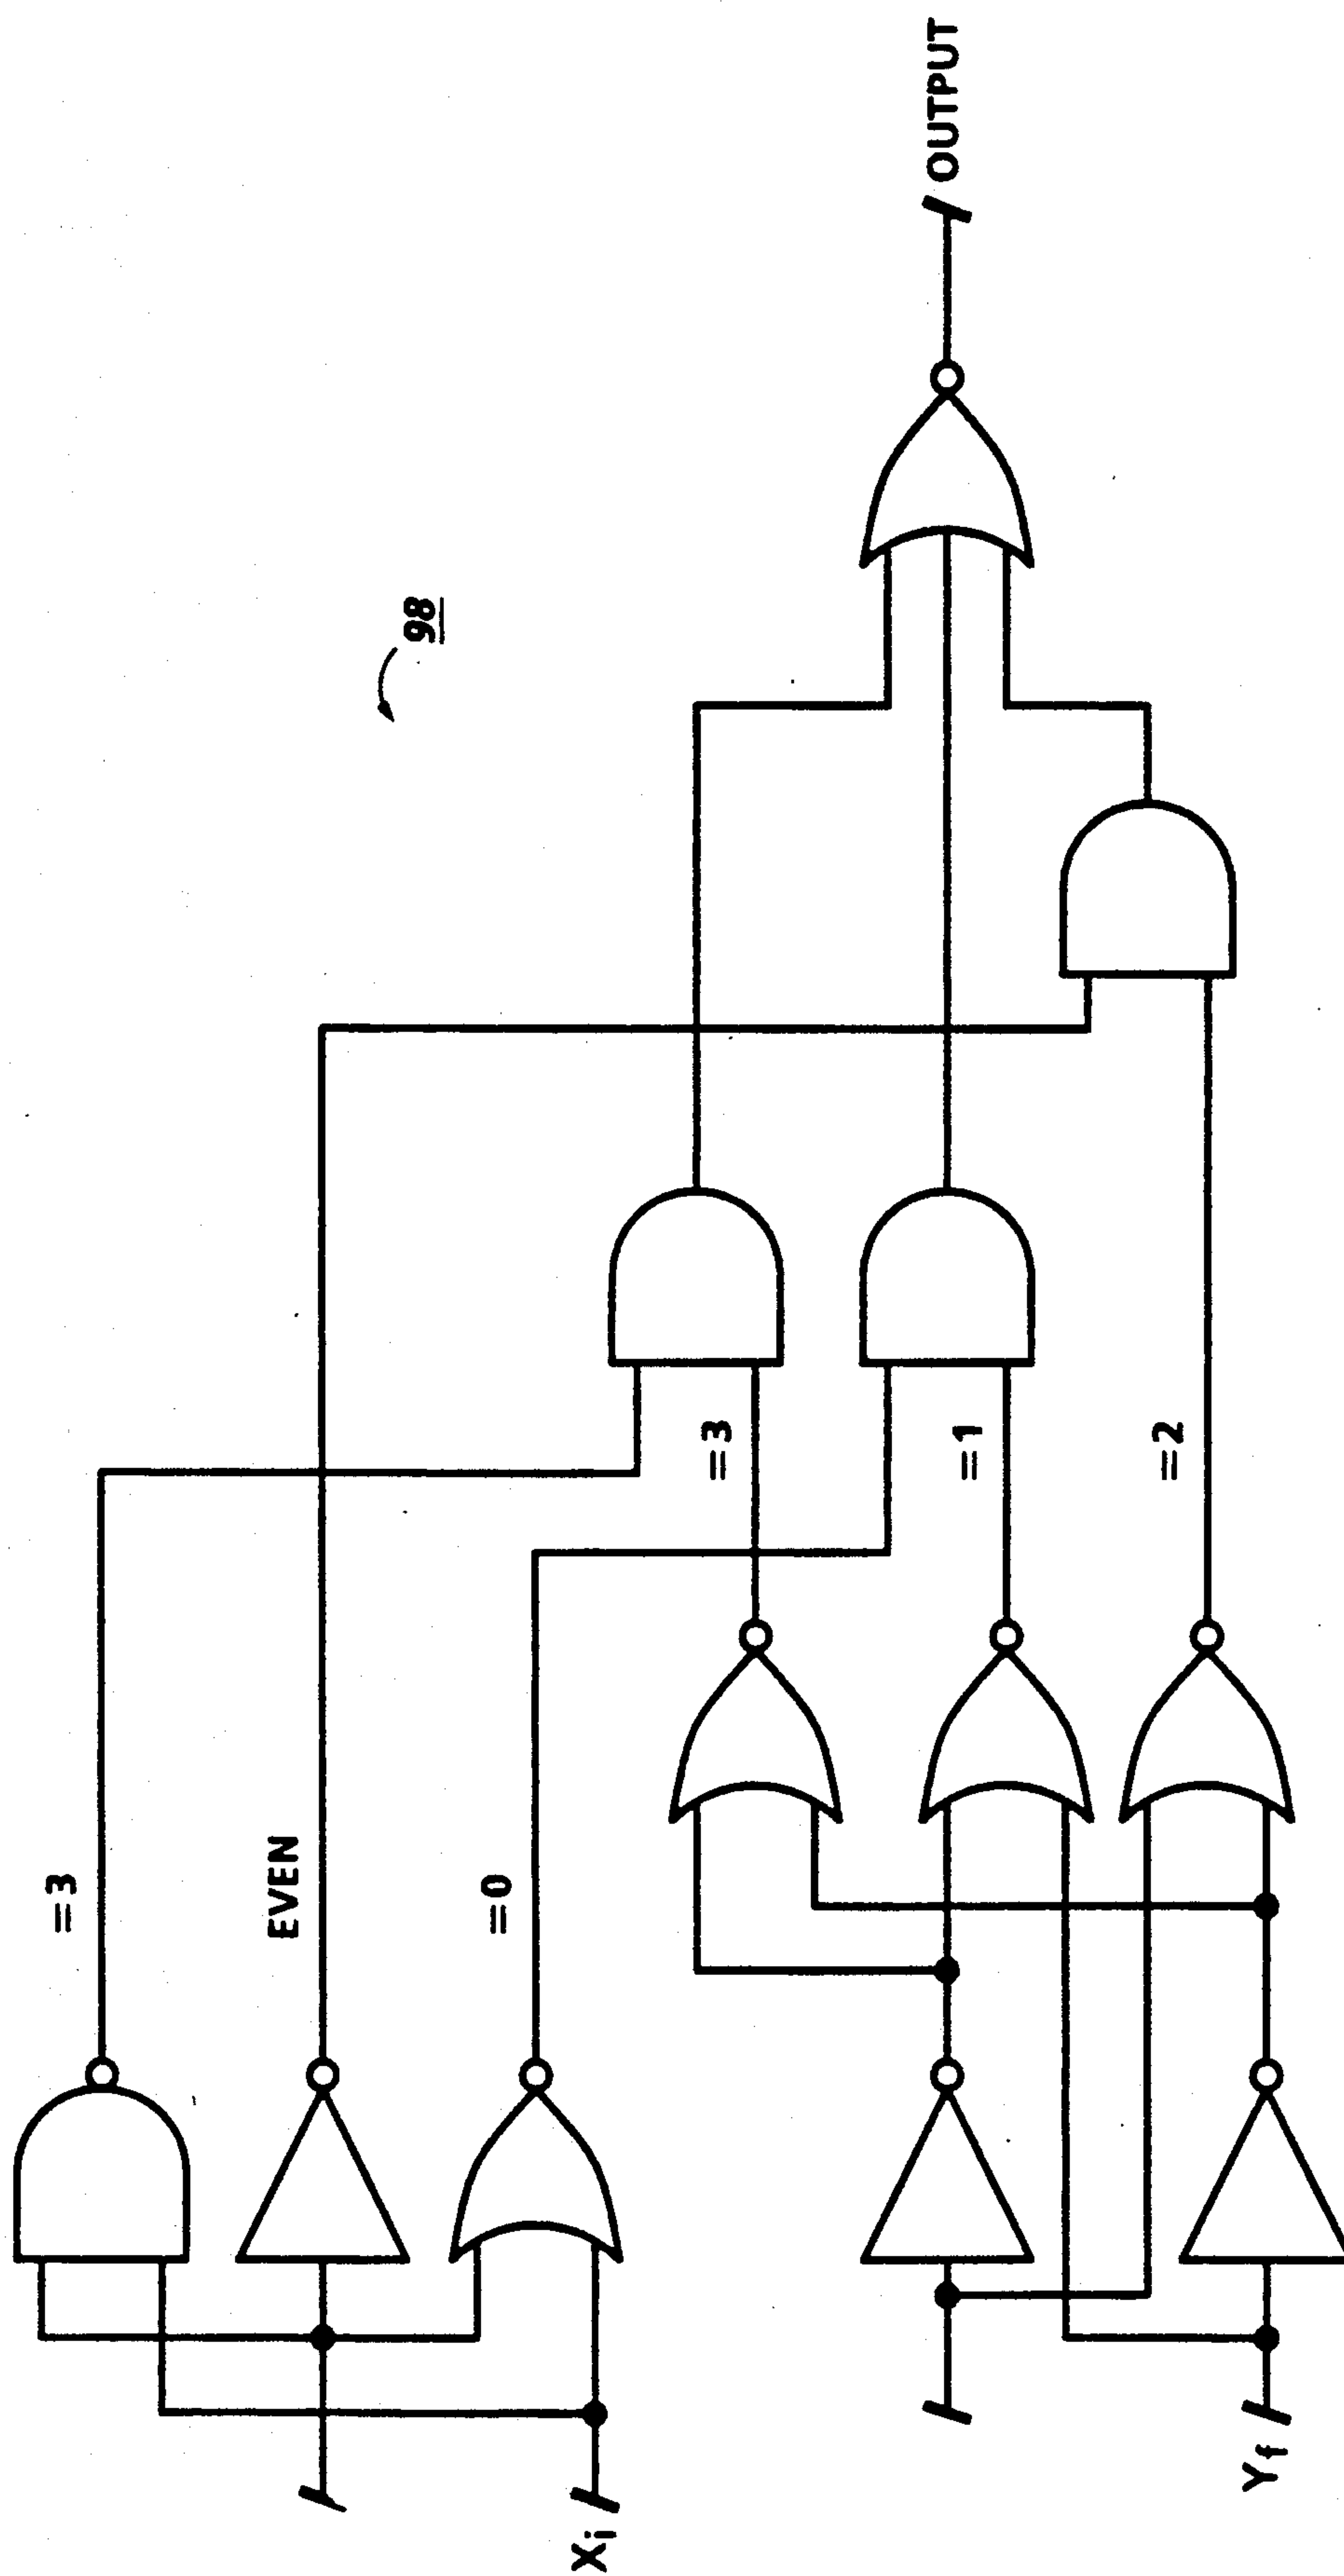 =3
EVEN
=0
Xi
98
=3
=1
=2
Yf
OUTPUT